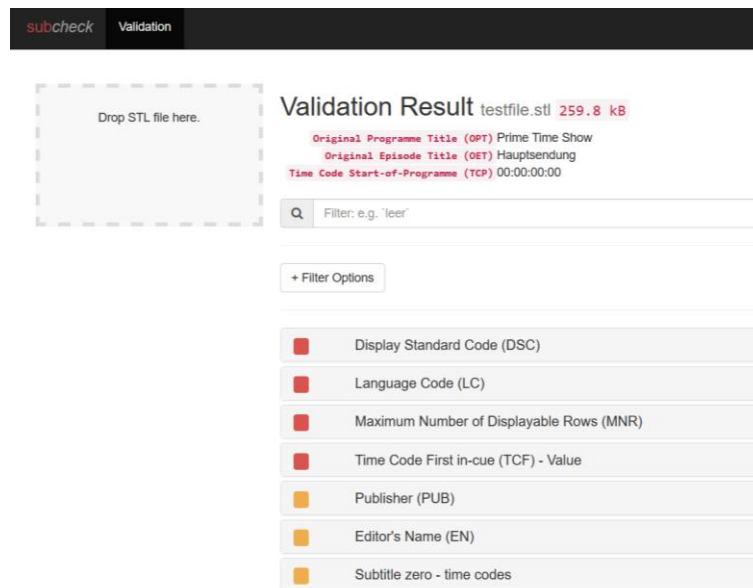 subcheck Validation
Drop STL file here.
Validation Result testfile.stl 259.8 kB
Original Programme Title (OPT) Prime Time Show
Original Episode Title (OET) Hauptsendung
Time Code Start-of-Programme (TCP) 00:00:00:00
Filter: e.g. `leer`
+ Filter Options
Display Standard Code (DSC)
Language Code (LC)
Maximum Number of Displayable Rows (MNR)
Time Code First in-cue (TCF) - Value
Publisher (PUB)
Editor's Name (EN)
Subtitle zero - time codes